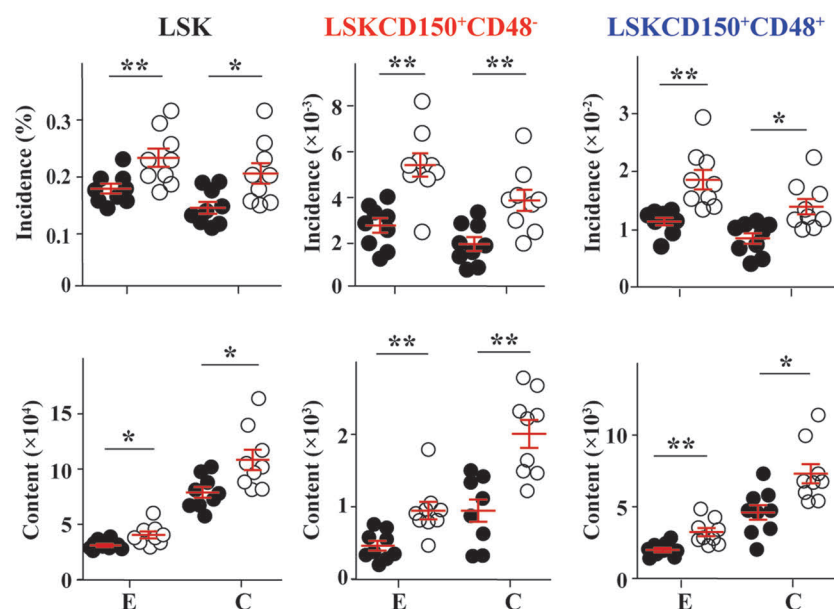 LSK
LSKCD150⁺CD48⁻
LSKCD150⁺CD48⁺
Incidence (%)
0.3
0.2
0.1
0
** *
Incidence (×10⁻³)
8
6
4
2
0
** **
Incidence (×10⁻²)
3
2
1
0
** *
Content (×10⁴)
15
10
5
0
* *
E C
Content (×10³)
2
1
0
** **
E C
Content (×10³)
10
5
0
** *
E C